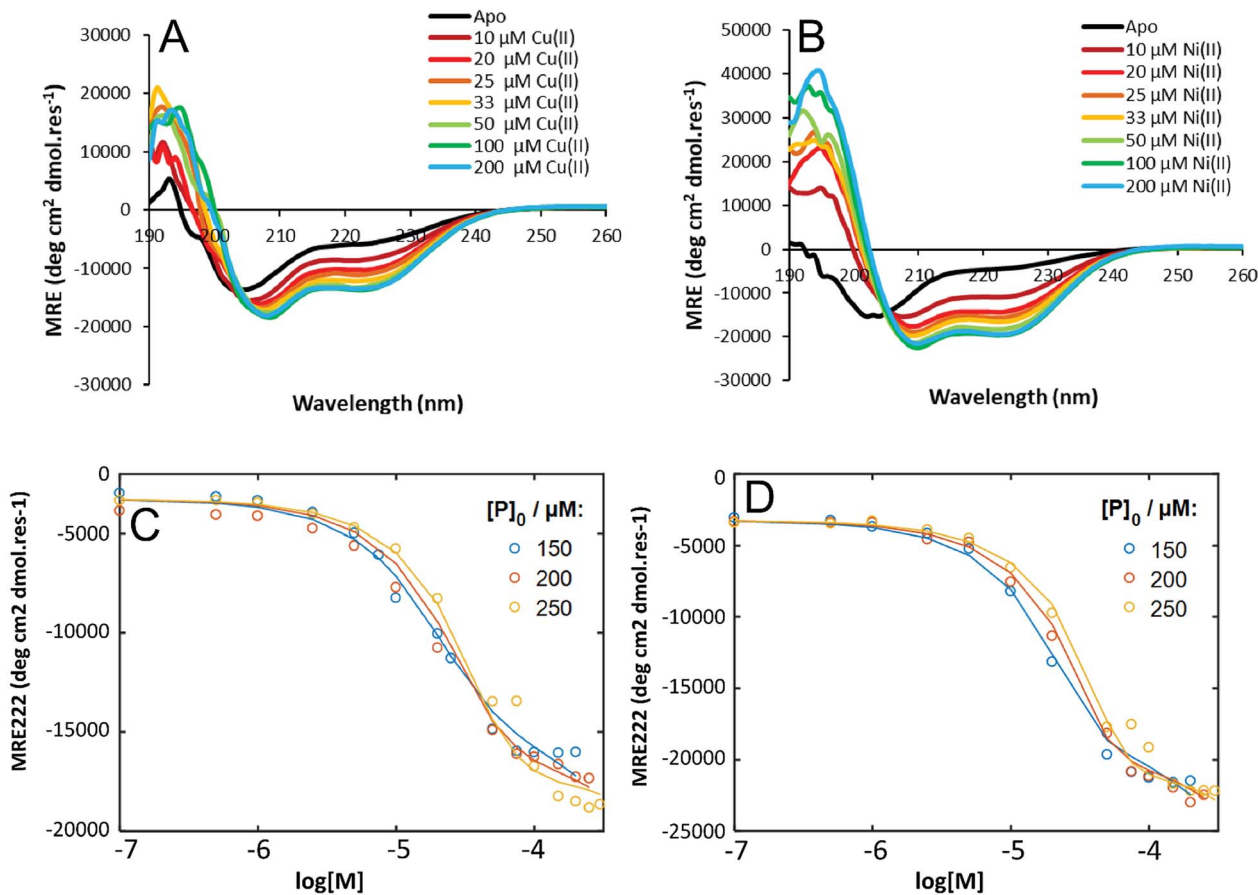 A
Apo
10 µM Cu(II)
20 µM Cu(II)
25 µM Cu(II)
33 µM Cu(II)
50 µM Cu(II)
100 µM Cu(II)
200 µM Cu(II)
MRE (deg cm² dmol.res⁻¹)
30000
20000
10000
0
-10000
-20000
-30000
190 200 210 220 230 240 250 260
Wavelength (nm)
B
Apo
10 µM Ni(II)
20 µM Ni(II)
25 µM Ni(II)
33 µM Ni(II)
50 µM Ni(II)
100 µM Ni(II)
200 µM Ni(II)
MRE (deg cm² dmol.res⁻¹)
50000
40000
30000
20000
10000
0
-10000
-20000
-30000
190 200 210 220 230 240 250 260
Wavelength (nm)
C
[P]₀ / µM:
150
200
250
MRE222 (deg cm2 dmol.res-1)
0
-5000
-10000
-15000
-20000
-7 -6 -5 -4
log[M]
D
[P]₀ / µM:
150
200
250
MRE222 (deg cm2 dmol.res-1)
0
-5000
-10000
-15000
-20000
-25000
-7 -6 -5 -4
log[M]